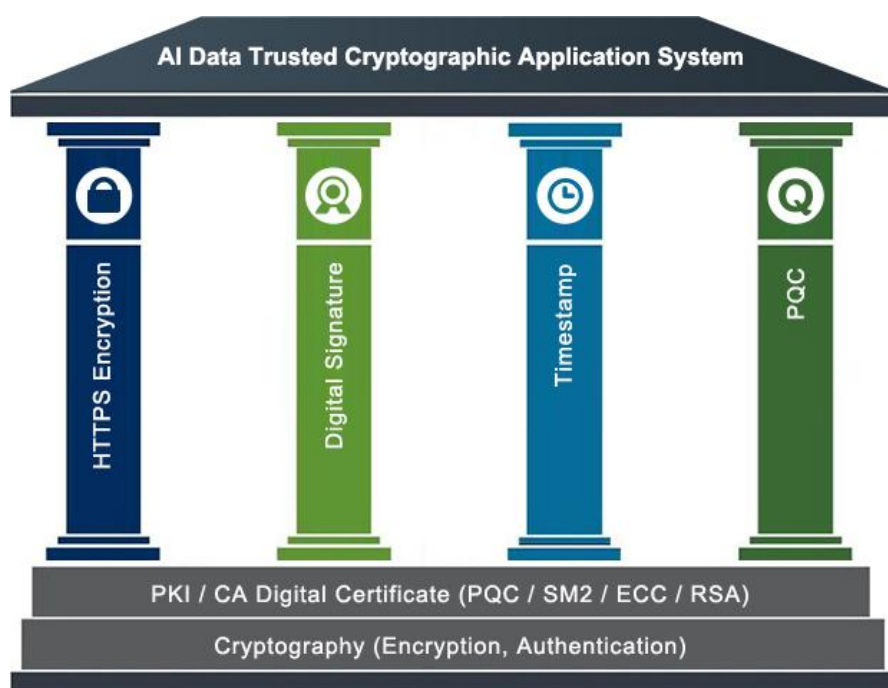 AI Data Trusted Cryptographic Application System
HTTPS Encryption
Digital Signature
Timestamp
Q
PQC
PKI / CA Digital Certificate (PQC / SM2 / ECC / RSA)
Cryptography (Encryption, Authentication)